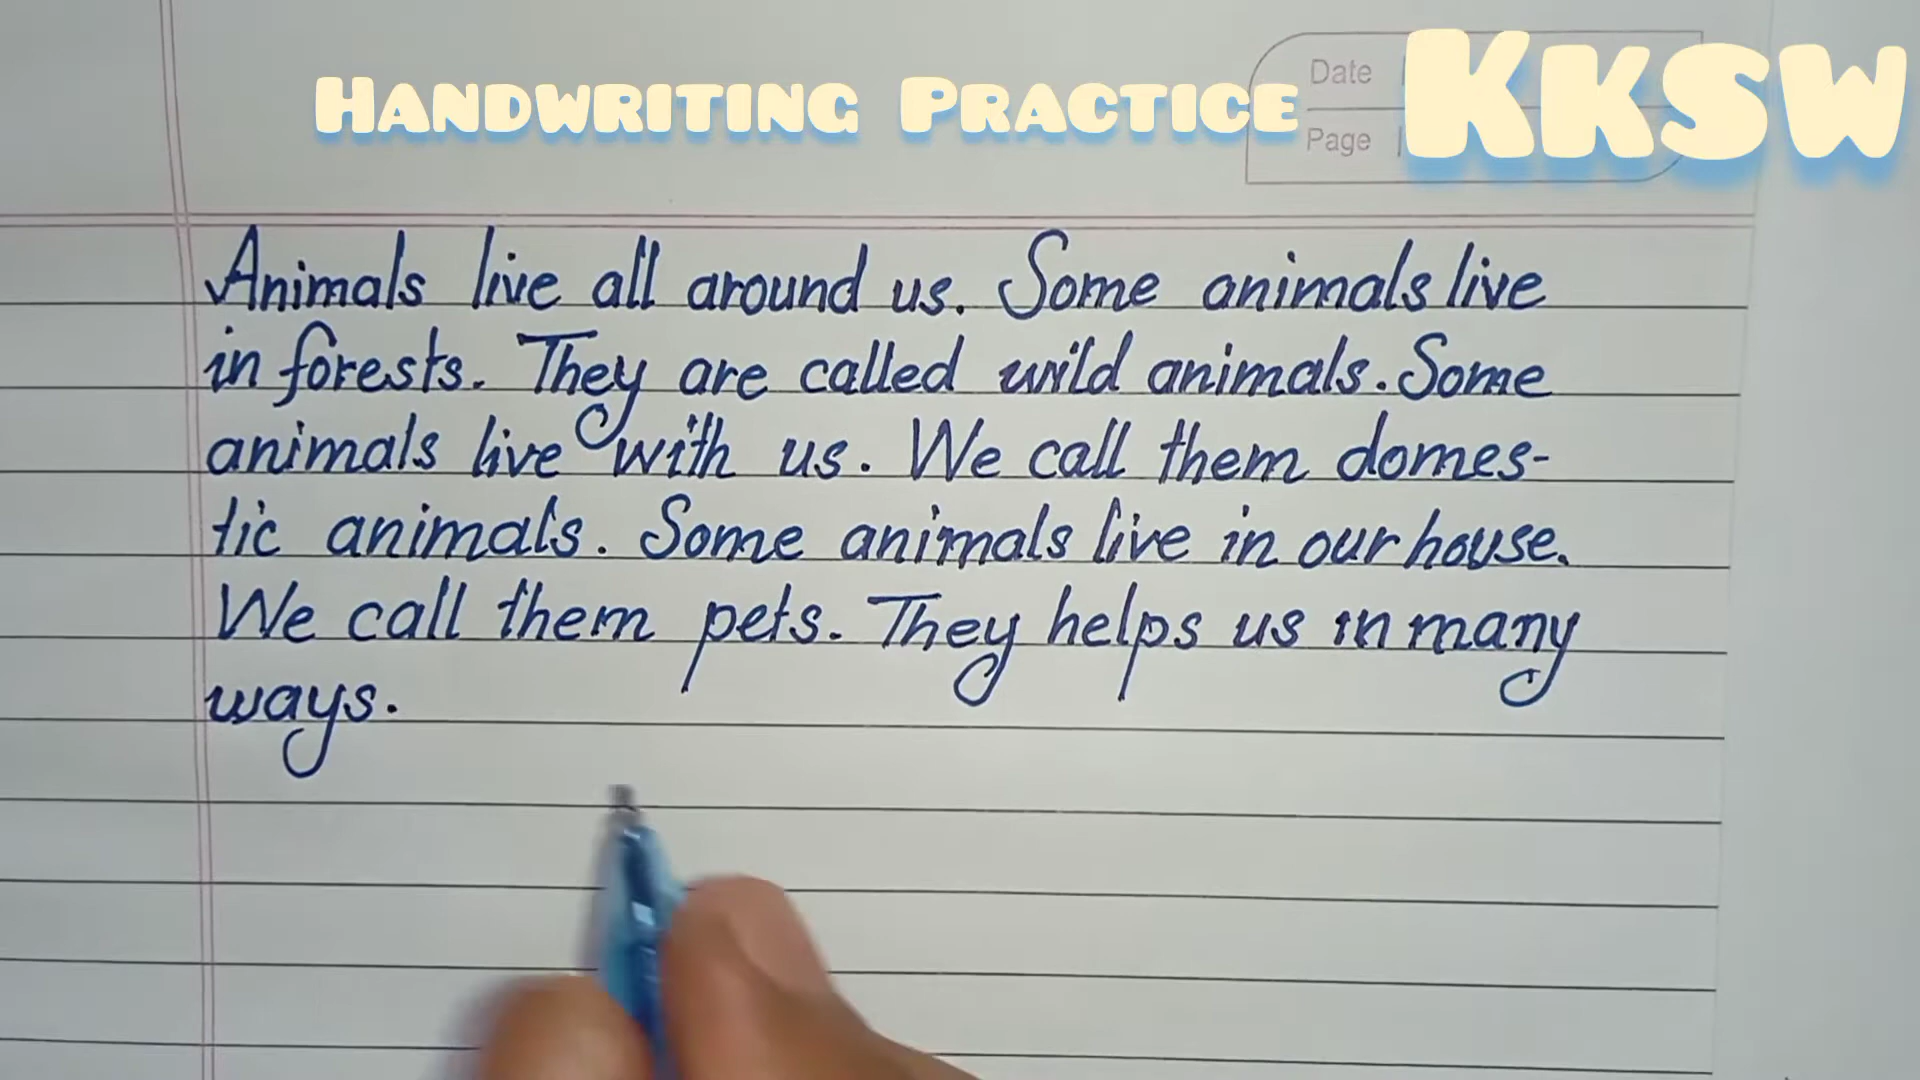 Handwriting Practice KKSW
Date
Page
Animals live all around us. Some animals live
in forests. They are called wild animals. Some
animals live with us. We call them domes-
tic animals. Some animals live in our house.
We call them pets. They helps us in many
ways.